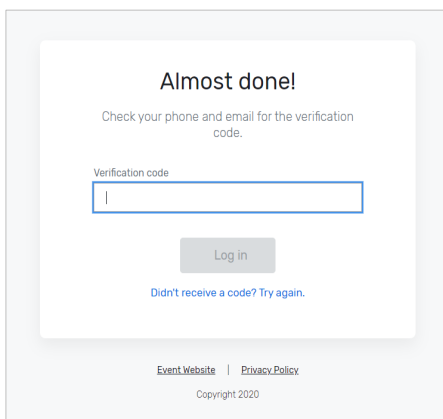 Almost done!
Check your phone and email for the verification
code.
Verification code
Log in
Didn't receive a code? Try again.
Event Website | Privacy Policy
Copyright 2020